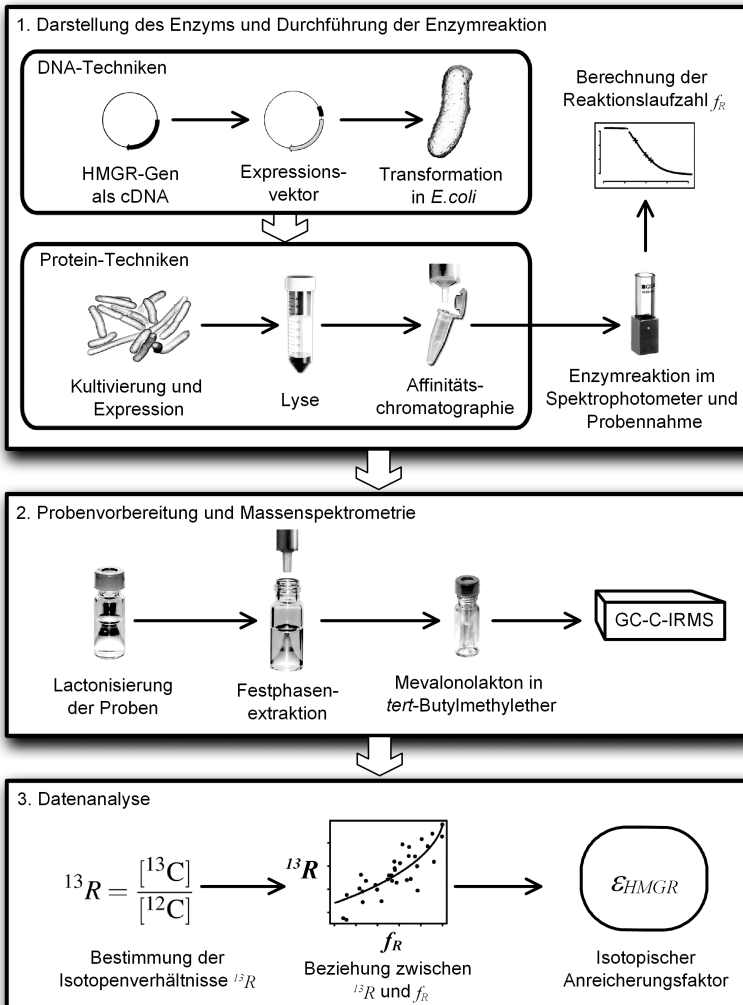 1. Darstellung des Enzyms und Durchführung der Enzymreaktion
DNA-Techniken
HMGR-Gen
als cDNA
Expressions-
vektor
Transformation
in E.coli
Berechnung der
Reaktionslaufzahl fR
Protein-Techniken
Kultivierung und
Expression
Lyse
Affinitäts-
chromatographie
Enzymreaktion im
Spektrophotometer und
Probennahme
2. Probenvorbereitung und Massenspektrometrie
Lactonisierung
der Proben
Festphasen-
extraktion
Mevalonolakton in
tert-Butylmethylether
GC-C-IRMS
3. Datenanalyse
¹³R = [¹³C] / [¹²C]
Bestimmung der
Isotopenverhältnisse ¹³R
¹³R
fR
Beziehung zwischen
¹³R und fR
εHMGR
Isotopischer
Anreicherungsfaktor